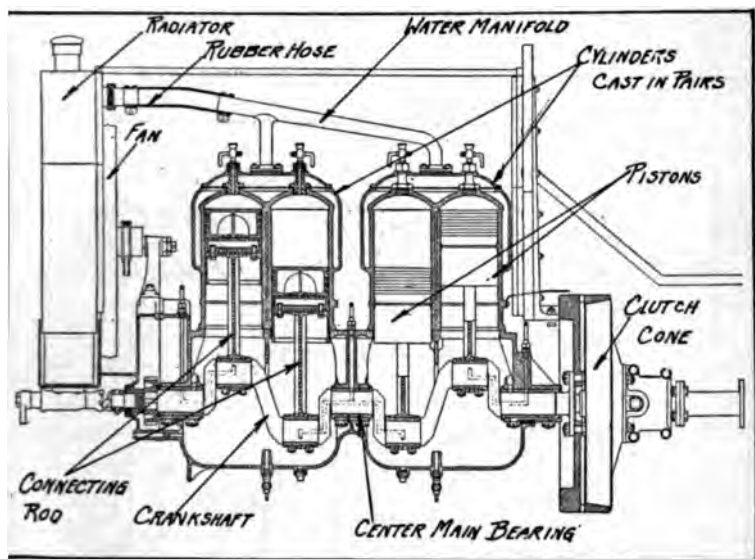 RADIATOR
RUBBER HOSE
WATER MANIFOLD
CYLINDERS
CAST IN PAIRS
FAN
PISTONS
CLUTCH
CONE
CONNECTING
ROD
CRANKSHAFT
CENTER MAIN BEARING